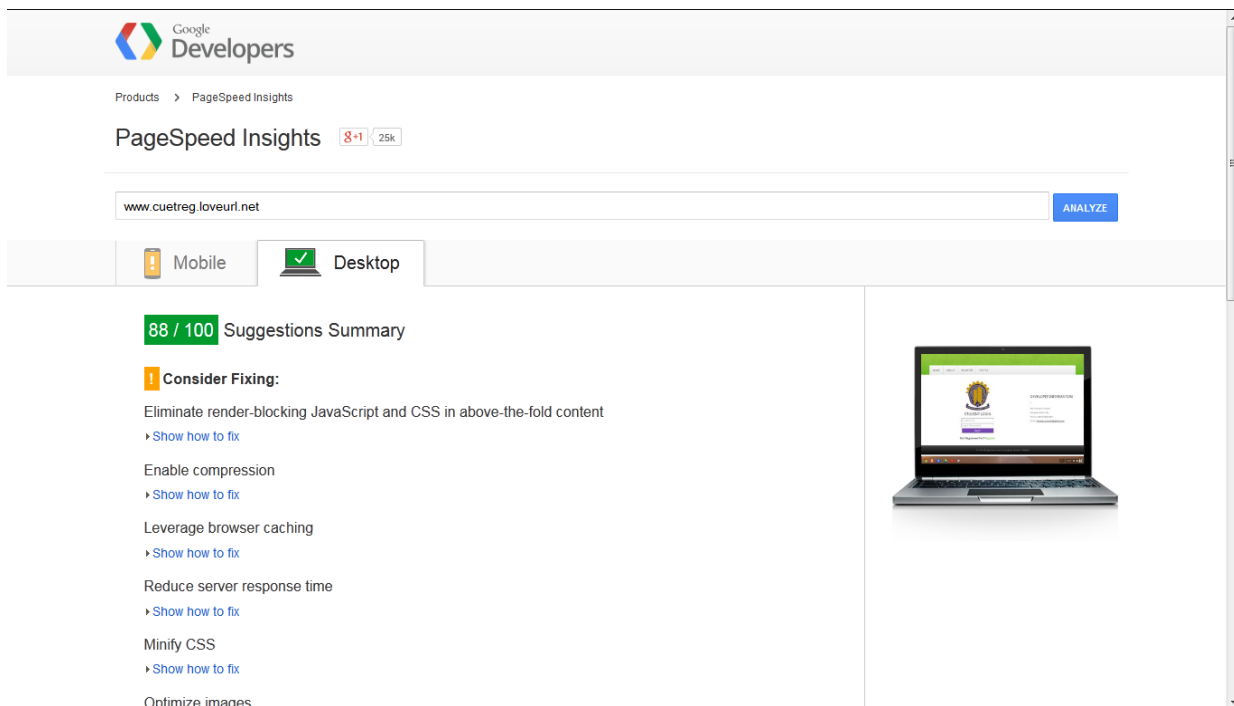 Google
Developers
Products > PageSpeed Insights
PageSpeed Insights g+1 25k
www.cuetreg.loveurl.net ANALYZE
! Mobile Desktop
88 / 100 Suggestions Summary
! Consider Fixing:
Eliminate render-blocking JavaScript and CSS in above-the-fold content
Show how to fix
Enable compression
Show how to fix
Leverage browser caching
Show how to fix
Reduce server response time
Show how to fix
Minify CSS
Show how to fix
Optimize images